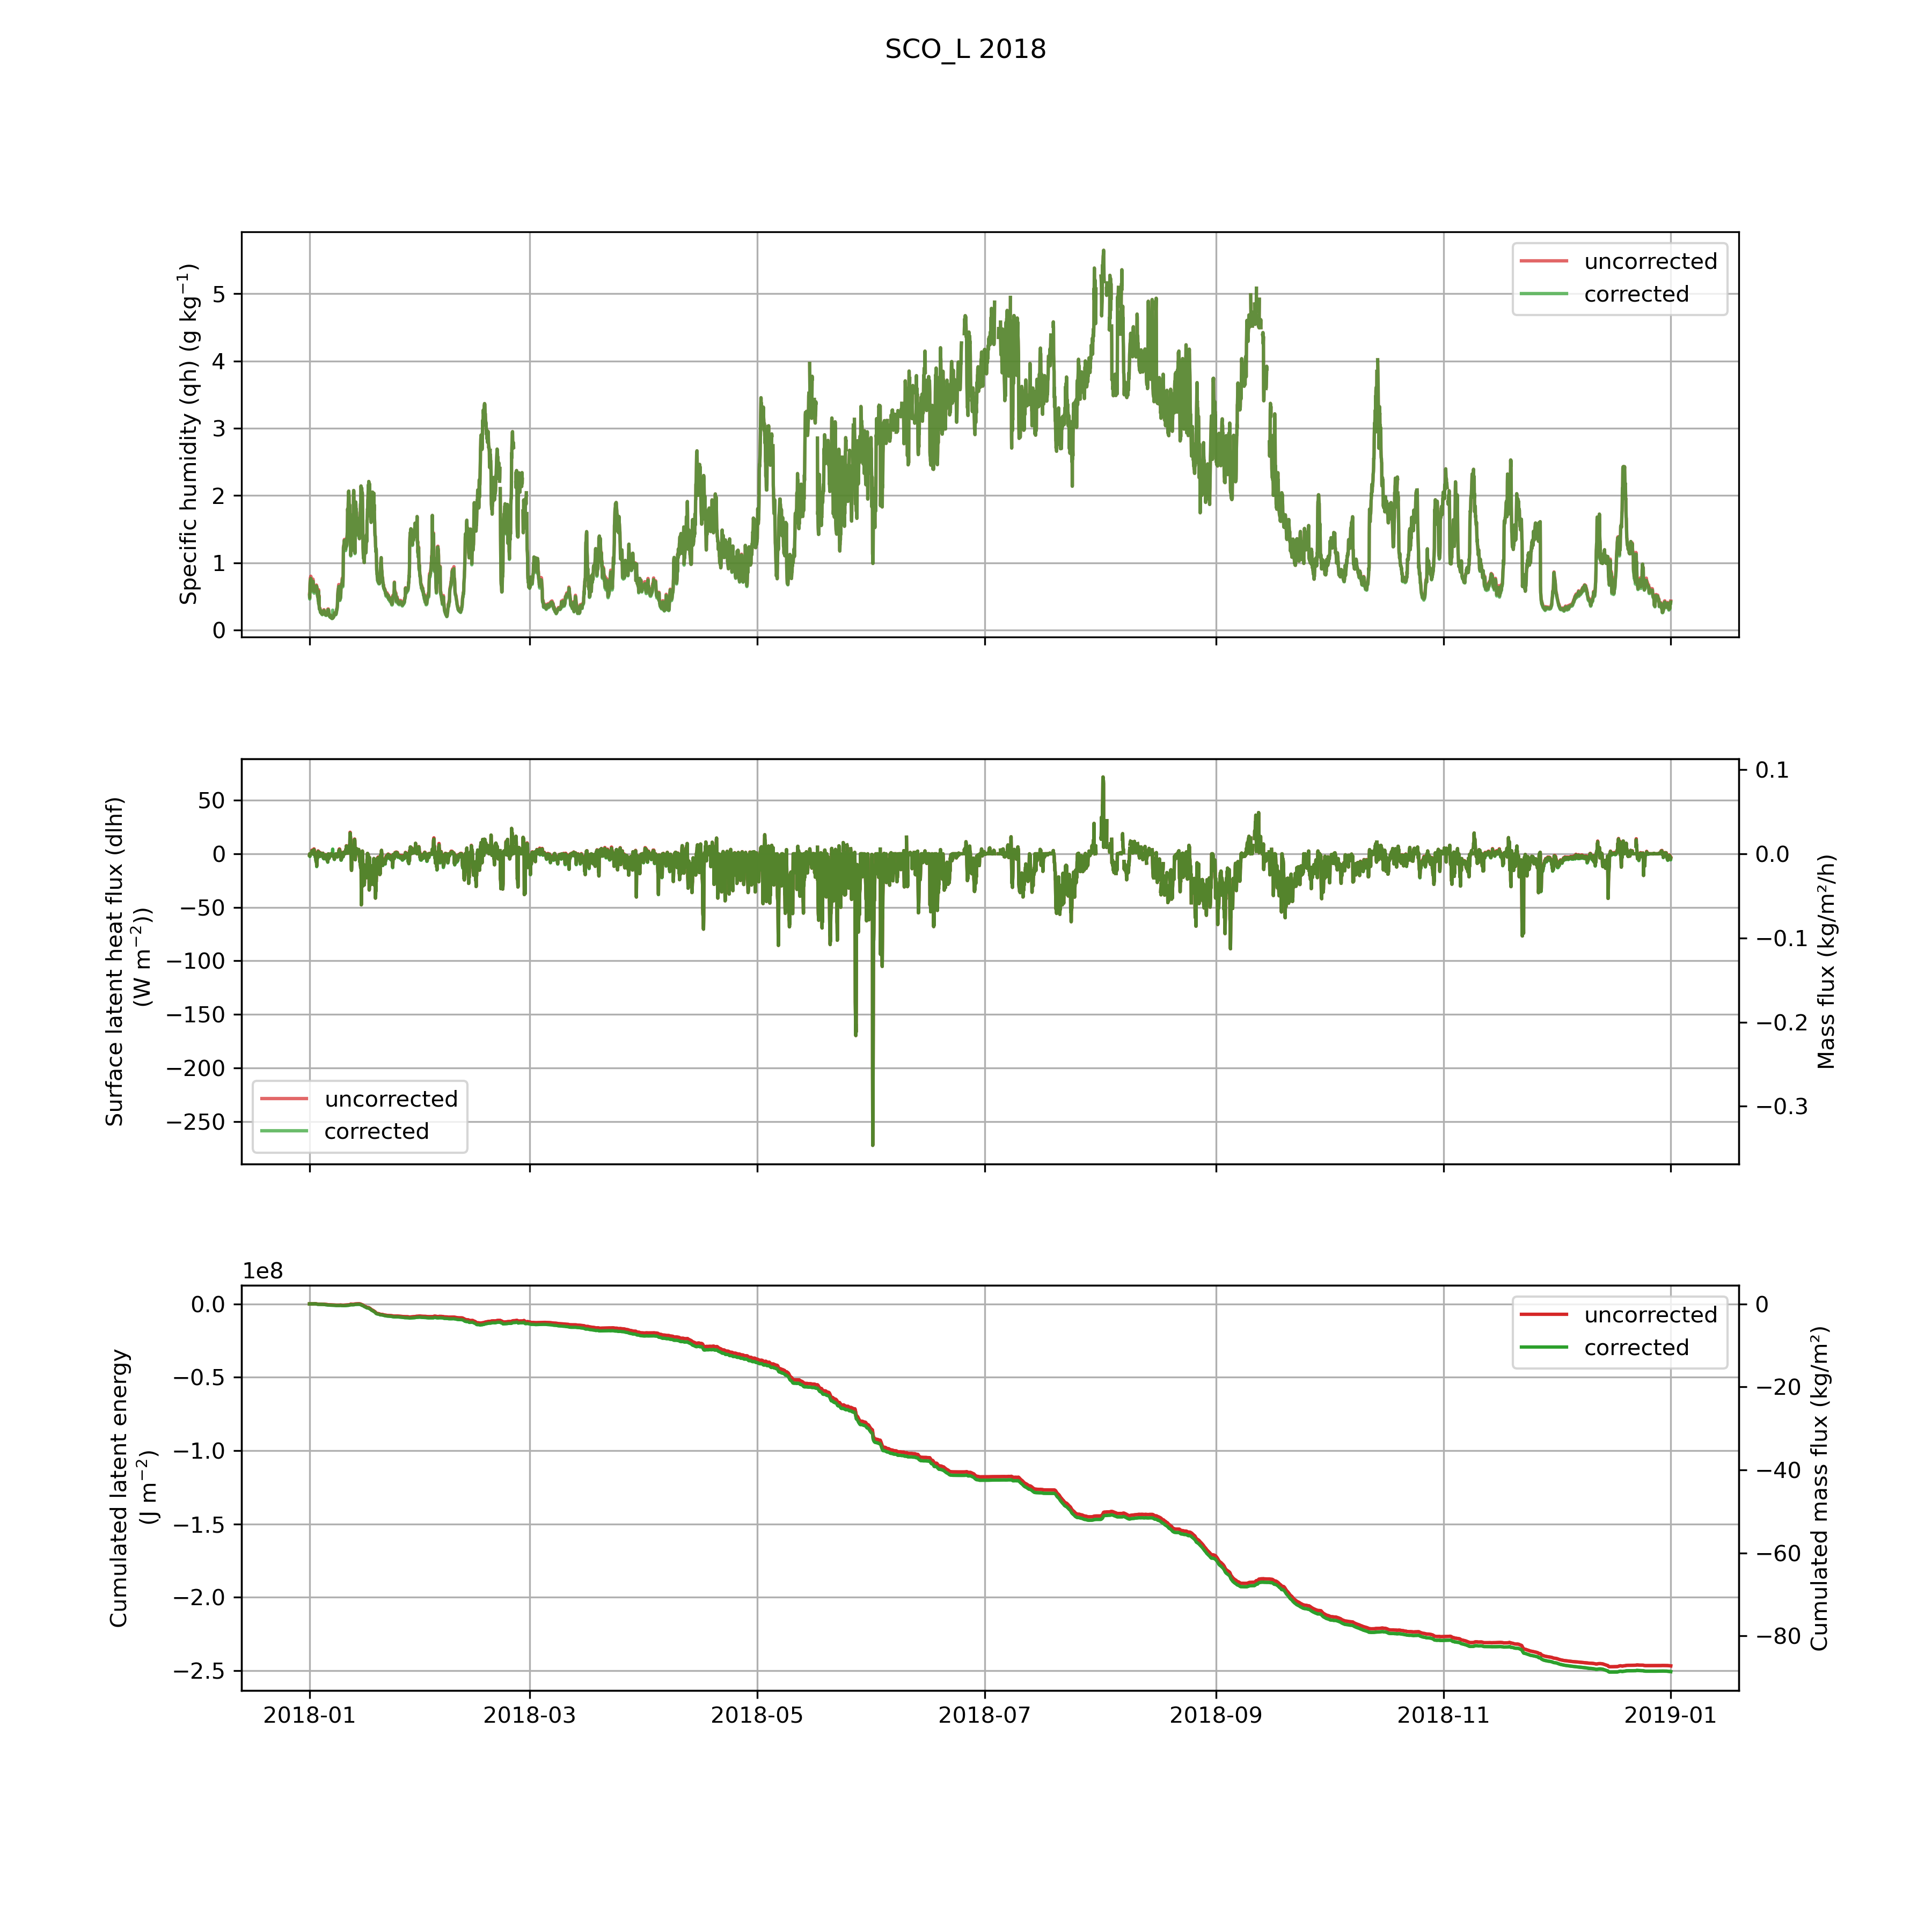 SCO_L 2018
Specific humidity (qh) (g kg⁻¹)
5
4
3
2
1
0
uncorrected
corrected
Surface latent heat flux (dlhf)
(W m⁻²))
50
0
−50
−100
−150
−200
−250
uncorrected
corrected
0.1
0.0
−0.1
−0.2
−0.3
Mass flux (kg/m²/h)
1e8
Cumulated latent energy
(J m⁻²)
0.0
−0.5
−1.0
−1.5
−2.0
−2.5
uncorrected
corrected
0
−20
−40
−60
−80
Cumulated mass flux (kg/m²)
2018-01 2018-03 2018-05 2018-07 2018-09 2018-11 2019-01